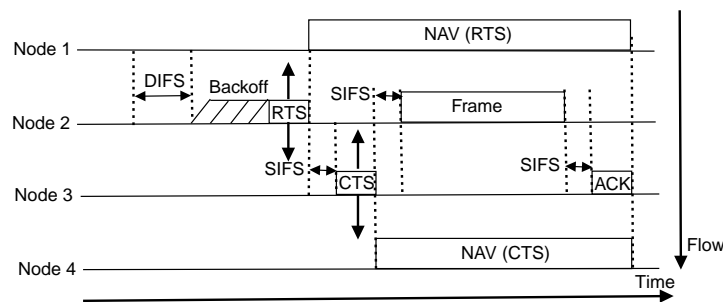 Node 1
NAV (RTS)
DIFS
Backoff
SIFS
Frame
RTS
Node 2
SIFS
SIFS
CTS
ACK
Node 3
NAV (CTS)
Flow
Node 4
Time